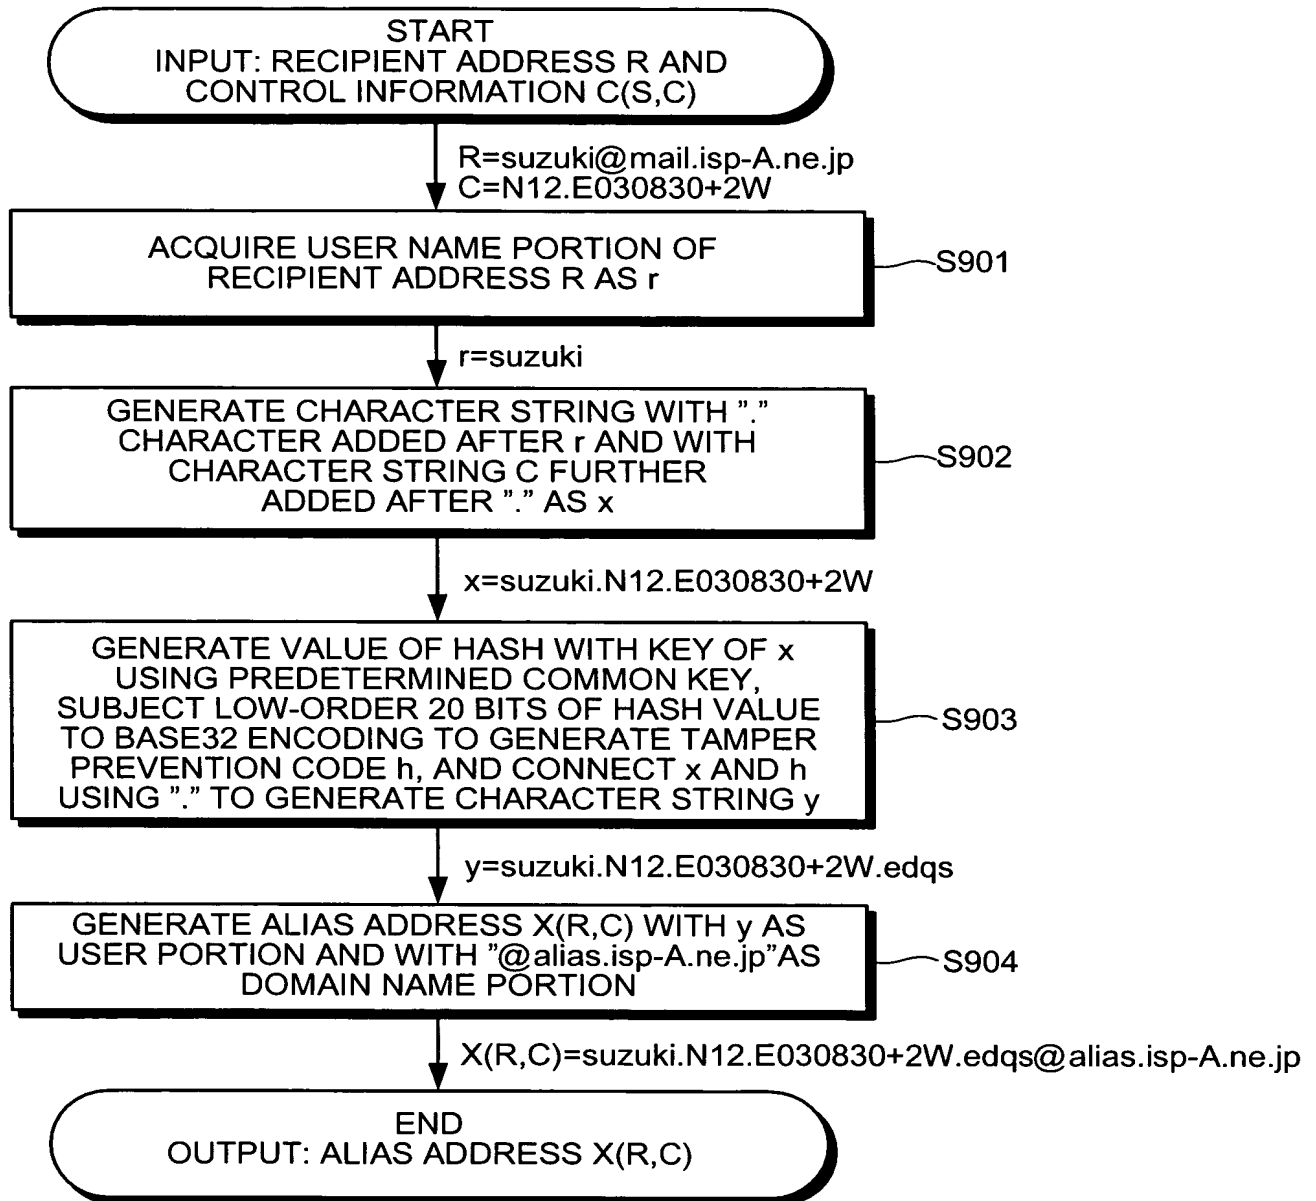 START
INPUT: RECIPIENT ADDRESS R AND
CONTROL INFORMATION C(S,C)
R=suzuki@mail.isp-A.ne.jp
C=N12.E030830+2W
ACQUIRE USER NAME PORTION OF
RECIPIENT ADDRESS R AS r
S901
r=suzuki
GENERATE CHARACTER STRING WITH "."
CHARACTER ADDED AFTER r AND WITH
CHARACTER STRING C FURTHER
ADDED AFTER "." AS x
S902
x=suzuki.N12.E030830+2W
GENERATE VALUE OF HASH WITH KEY OF x
USING PREDETERMINED COMMON KEY,
SUBJECT LOW-ORDER 20 BITS OF HASH VALUE
TO BASE32 ENCODING TO GENERATE TAMPER
PREVENTION CODE h, AND CONNECT x AND h
USING "." TO GENERATE CHARACTER STRING y
S903
y=suzuki.N12.E030830+2W.edqs
GENERATE ALIAS ADDRESS X(R,C) WITH y AS
USER PORTION AND WITH "@alias.isp-A.ne.jp"AS
DOMAIN NAME PORTION
S904
X(R,C)=suzuki.N12.E030830+2W.edqs@alias.isp-A.ne.jp
END
OUTPUT: ALIAS ADDRESS X(R,C)